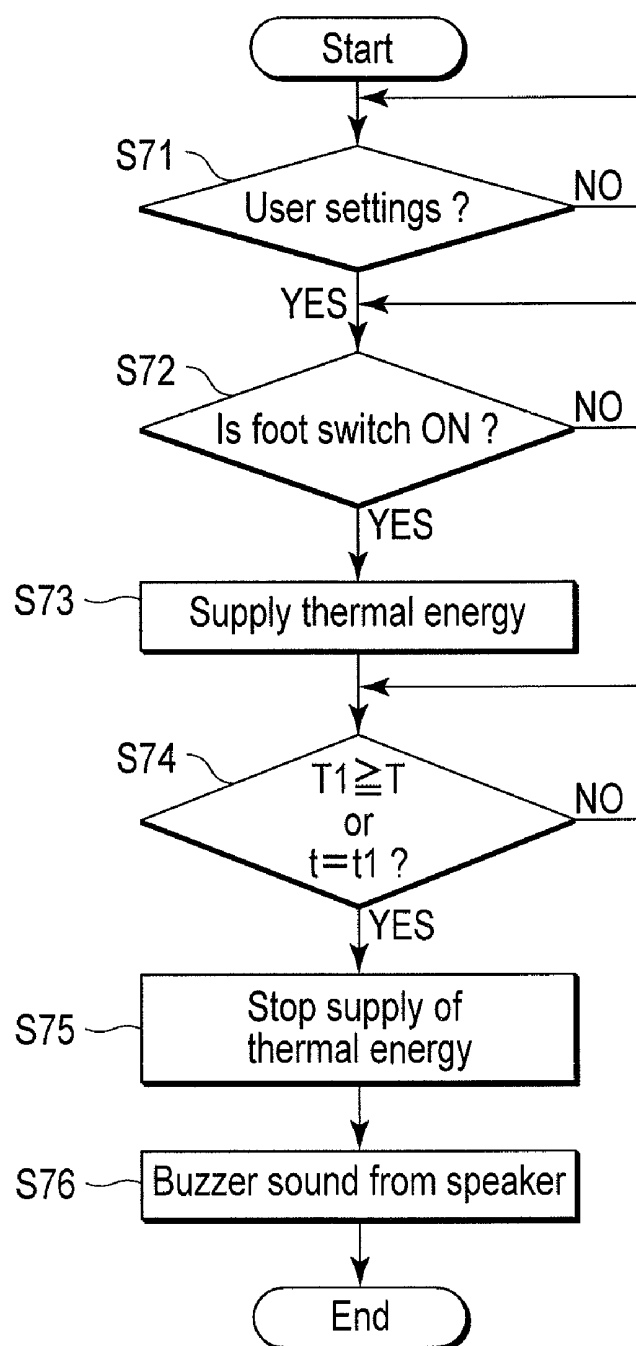 Start
S71
User settings ?
NO
YES
S72
Is foot switch ON ?
NO
YES
S73
Supply thermal energy
S74
T1≧T
or
t=t1 ?
NO
YES
S75
Stop supply of
thermal energy
S76
Buzzer sound from speaker
End